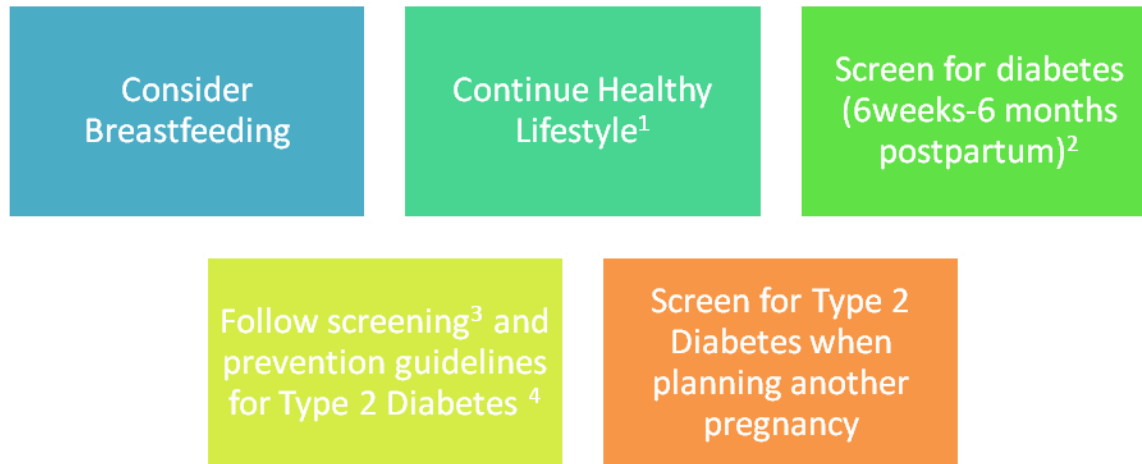 Consider
Breastfeeding
Continue Healthy
Lifestyle¹
Screen for diabetes
(6weeks-6 months
postpartum)²
Follow screening³ and
prevention guidelines
for Type 2 Diabetes ⁴
Screen for Type 2
Diabetes when
planning another
pregnancy